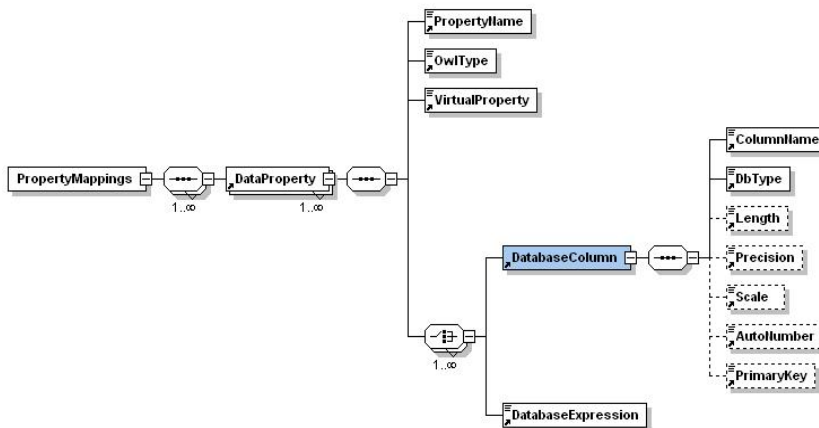 PropertyName
OwlType
VirtualProperty
PropertyMappings
1..∞
DataProperty
1..∞
ColumnName
DbType
Length
DatabaseColumn
Precision
Scale
AutoNumber
1..∞
PrimaryKey
DatabaseExpression